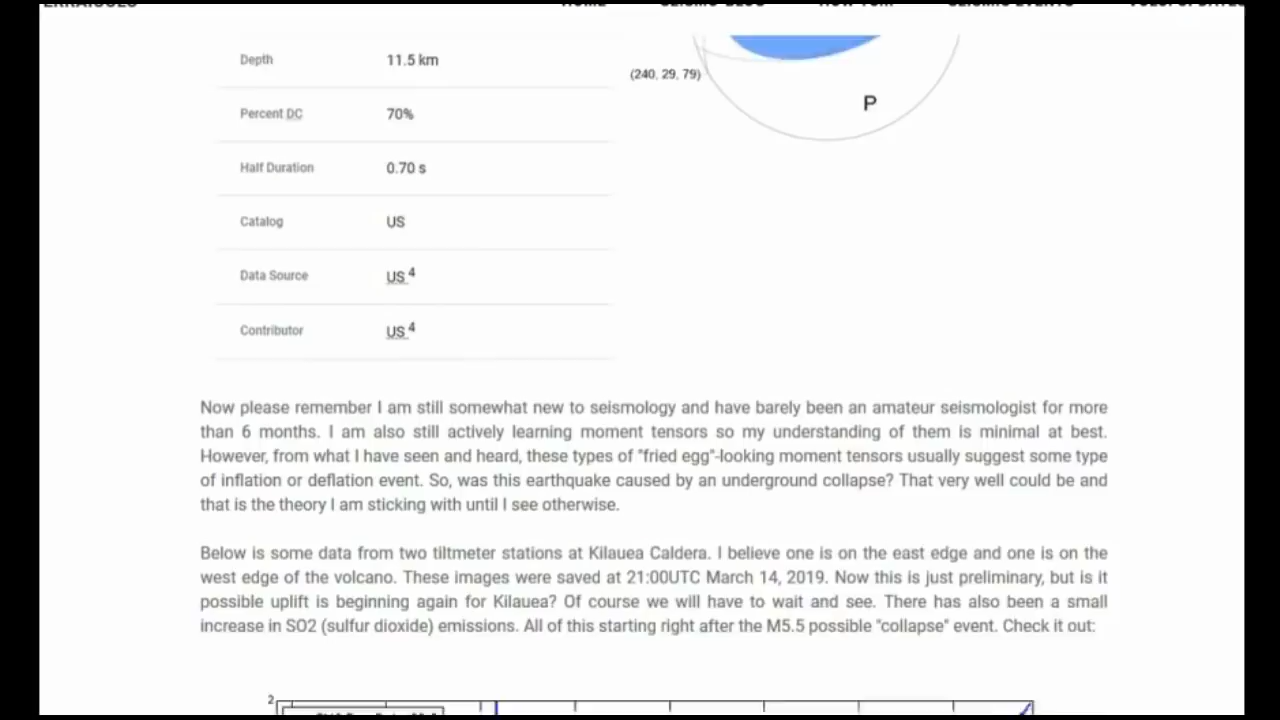 Depth 11.5 km
(240, 29, 79)
P
Percent DC 70%
Half Duration 0.70 s
Catalog US
Data Source US 4
Contributor US 4
Now please remember I am still somewhat new to seismology and have barely been an amateur seismologist for more
than 6 months. I am also still actively learning moment tensors so my understanding of them is minimal at best.
However, from what I have seen and heard, these types of "fried egg"-looking moment tensors usually suggest some type
of inflation or deflation event. So, was this earthquake caused by an underground collapse? That very well could be and
that is the theory I am sticking with until I see otherwise.
Below is some data from two tiltmeter stations at Kilauea Caldera. I believe one is on the east edge and one is on the
west edge of the volcano. These images were saved at 21:00UTC March 14, 2019. Now this is just preliminary, but is it
possible uplift is beginning again for Kilauea? Of course we will have to wait and see. There has also been a small
increase in SO2 (sulfur dioxide) emissions. All of this starting right after the M5.5 possible "collapse" event. Check it out:
2